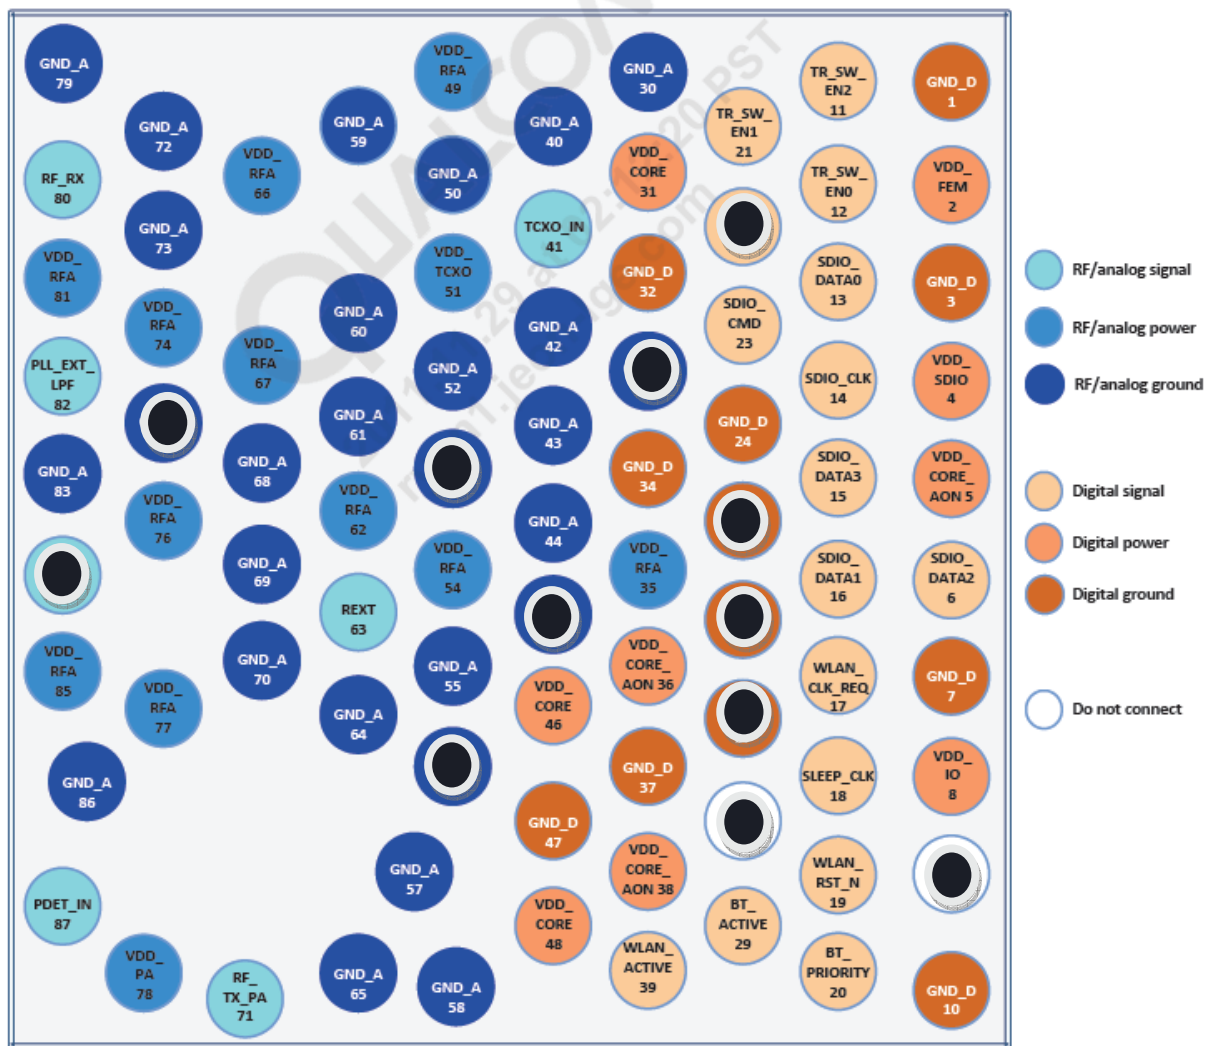 GND_A
79
GND_A
72
RF_RX
80
GND_A
73
VDD_
RFA
81
VDD_
RFA
74
PLL_EXT_
LPF
82
GND_A
83
VDD_
RFA
76
VDD_
RFA
85
VDD_
RFA
77
GND_A
86
PDET_IN
87
VDD_
PA
78
VDD_
RFA
66
VDD_
RFA
67
GND_A
68
GND_A
69
GND_A
70
RF_
TX_PA
71
GND_A
59
GND_A
60
GND_A
61
VDD_
RFA
62
REXT
63
GND_A
64
GND_A
65
VDD_
RFA
49
GND_A
50
VDD_
TCXO
51
GND_A
52
VDD_
RFA
54
GND_A
55
GND_A
57
GND_A
58
GND_A
40
TCXO_IN
41
GND_A
42
GND_A
43
GND_A
44
VDD_
CORE
46
GND_D
47
VDD_
CORE
48
GND_A
30
VDD_
CORE
31
GND_D
32
GND_D
34
VDD_
RFA
35
VDD_
CORE_
AON 36
GND_D
37
VDD_
CORE_
AON 38
WLAN_
ACTIVE
39
TR_SW_
EN1
21
SDIO_
CMD
23
GND_D
24
BT_
ACTIVE
29
TR_SW_
EN2
11
TR_SW_
EN0
12
SDIO_
DATA0
13
SDIO_CLK
14
SDIO_
DATA3
15
SDIO_
DATA1
16
WLAN_
CLK_REQ
17
SLEEP_CLK
18
WLAN_
RST_N
19
BT_
PRIORITY
20
GND_D
1
VDD_
FEM
2
GND_D
3
VDD_
SDIO
4
VDD_
CORE_
AON 5
SDIO_
DATA2
6
GND_D
7
VDD_
IO
8
GND_D
10
RF/analog signal
RF/analog power
RF/analog ground
Digital signal
Digital power
Digital ground
Do not connect